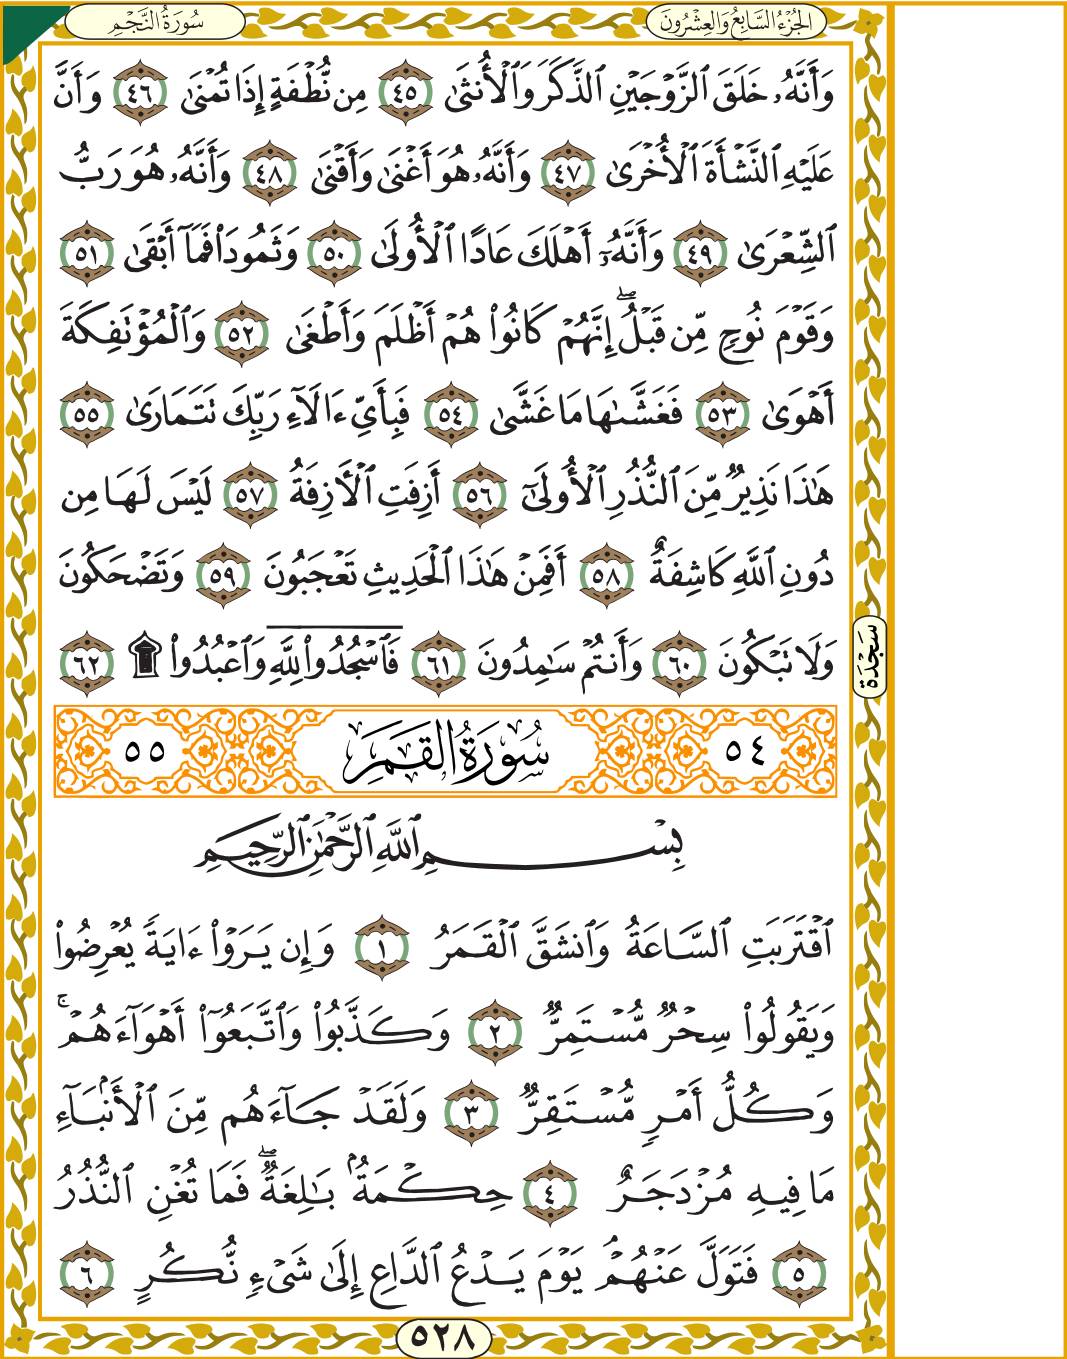 الجُزْءُ السَّابِعُ وَالعِشْرُونَ
سُورَةُ النَّجْمِ
وَأَنَّهُۥ خَلَقَ ٱلزَّوْجَيْنِ ٱلذَّكَرَ وَٱلْأُنثَىٰ ٤٥ مِن نُّطْفَةٍ إِذَا تُمْنَىٰ ٤٦ وَأَنَّ
عَلَيْهِ ٱلنَّشْأَةَ ٱلْأُخْرَىٰ ٤٧ وَأَنَّهُۥ هُوَ أَغْنَىٰ وَأَقْنَىٰ ٤٨ وَأَنَّهُۥ هُوَ رَبُّ
ٱلشِّعْرَىٰ ٤٩ وَأَنَّهُۥٓ أَهْلَكَ عَادًا ٱلْأُولَىٰ ٥٠ وَثَمُودَا۟ فَمَآ أَبْقَىٰ ٥١
وَقَوْمَ نُوحٍ مِّن قَبْلُ ۖ إِنَّهُمْ كَانُوا۟ هُمْ أَظْلَمَ وَأَطْغَىٰ ٥٢ وَٱلْمُؤْتَفِكَةَ
أَهْوَىٰ ٥٣ فَغَشَّىٰهَا مَا غَشَّىٰ ٥٤ فَبِأَىِّ ءَالَآءِ رَبِّكَ تَتَمَارَىٰ ٥٥
هَٰذَا نَذِيرٌ مِّنَ ٱلنُّذُرِ ٱلْأُولَىٰٓ ٥٦ أَزِفَتِ ٱلْأَزِفَةُ ٥٧ لَيْسَ لَهَا مِن
دُونِ ٱللَّهِ كَاشِفَةٌ ٥٨ أَفَمِنْ هَٰذَا ٱلْحَدِيثِ تَعْجَبُونَ ٥٩ وَتَضْحَكُونَ
وَلَا تَبْكُونَ ٦٠ وَأَنتُمْ سَٰمِدُونَ ٦١ فَٱسْجُدُوا۟ لِلَّهِ وَٱعْبُدُوا۟ ۩ ٦٢
سَجْدَة
٥٤ سُورَةُ القَمَرِ ٥٥
بِسْمِ ٱللَّهِ ٱلرَّحْمَٰنِ ٱلرَّحِيمِ
ٱقْتَرَبَتِ ٱلسَّاعَةُ وَٱنشَقَّ ٱلْقَمَرُ ١ وَإِن يَرَوْا۟ ءَايَةً يُعْرِضُوا۟
وَيَقُولُوا۟ سِحْرٌ مُّسْتَمِرٌّ ٢ وَكَذَّبُوا۟ وَٱتَّبَعُوٓا۟ أَهْوَآءَهُمْ ۚ
وَكُلُّ أَمْرٍ مُّسْتَقِرٌّ ٣ وَلَقَدْ جَآءَهُم مِّنَ ٱلْأَنۢبَآءِ
مَا فِيهِ مُزْدَجَرٌ ٤ حِكْمَةٌۢ بَٰلِغَةٌ ۖ فَمَا تُغْنِ ٱلنُّذُرُ
٥ فَتَوَلَّ عَنْهُمْ ۘ يَوْمَ يَدْعُ ٱلدَّاعِ إِلَىٰ شَىْءٍ نُّكُرٍ ٦
٥٢٨